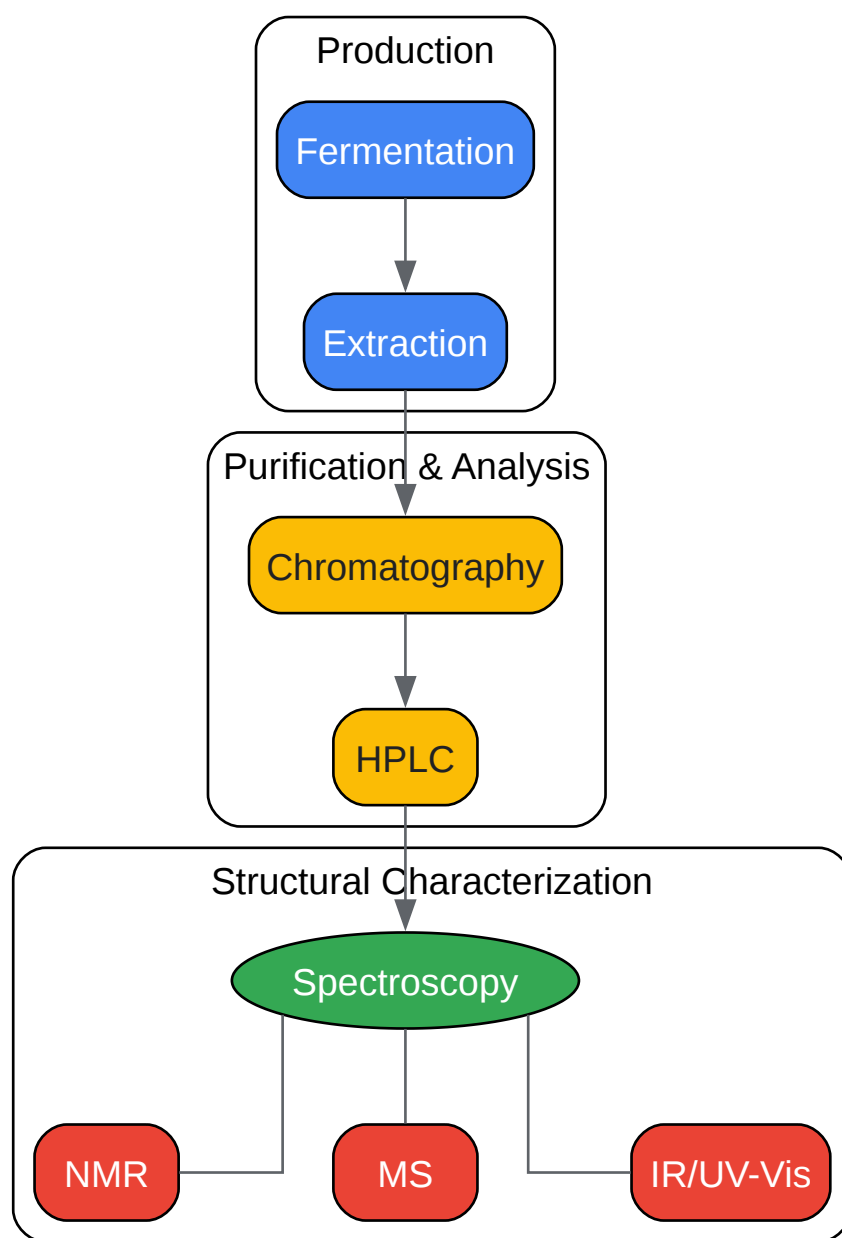 Production
Fermentation
Extraction
Purification & Analysis
Chromatography
HPLC
Structural Characterization
Spectroscopy
NMR
MS
IR/UV-Vis